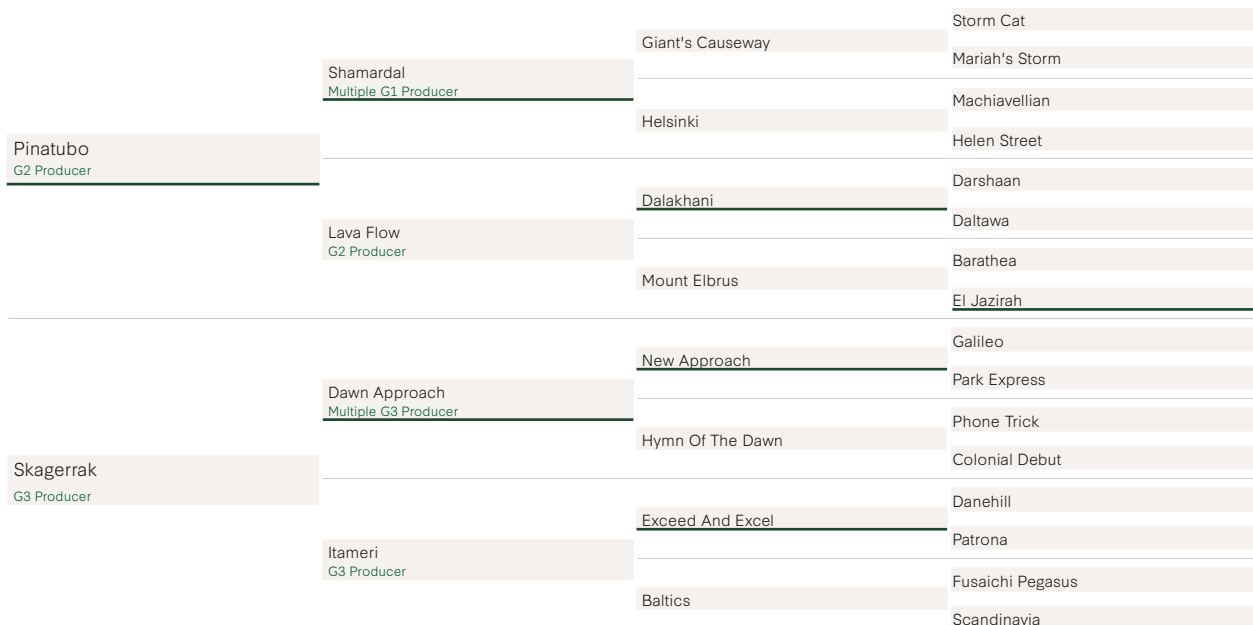 Pinatubo
G2 Producer
Skagerrak
G3 Producer
Shamardal
Multiple G1 Producer
Lava Flow
G2 Producer
Dawn Approach
Multiple G3 Producer
Itameri
G3 Producer
Giant's Causeway
Helsinki
Dalakhani
Mount Elbrus
New Approach
Hymn Of The Dawn
Exceed And Excel
Baltics
Storm Cat
Mariah's Storm
Machiavellian
Helen Street
Darshaan
Daltawa
Barathea
El Jazirah
Galileo
Park Express
Phone Trick
Colonial Debut
Danehill
Patrona
Fusaichi Pegasus
Scandinavia